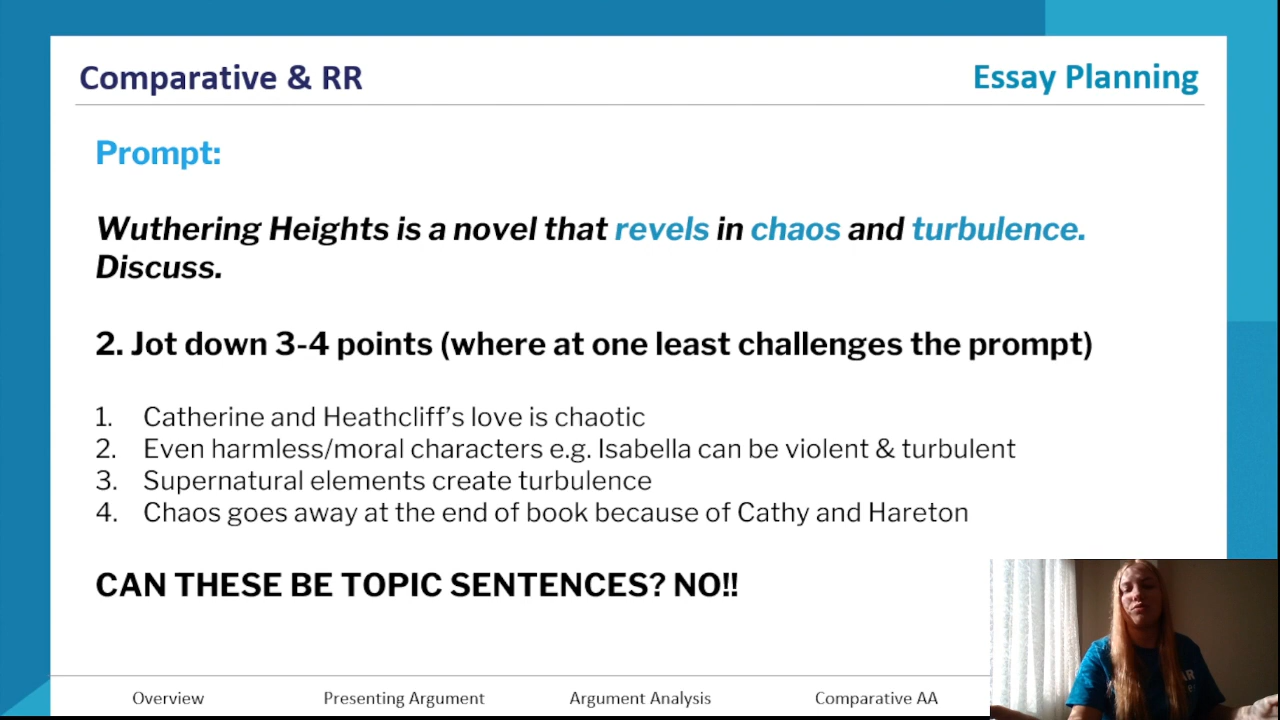 Comparative & RR
Essay Planning
Prompt:
Wuthering Heights is a novel that revels in chaos and turbulence.
Discuss.
2. Jot down 3-4 points (where at one least challenges the prompt)
1. Catherine and Heathcliff's love is chaotic
2. Even harmless/moral characters e.g. Isabella can be violent & turbulent
3. Supernatural elements create turbulence
4. Chaos goes away at the end of book because of Cathy and Hareton
CAN THESE BE TOPIC SENTENCES? NO!!
Overview
Presenting Argument
Argument Analysis
Comparative AA